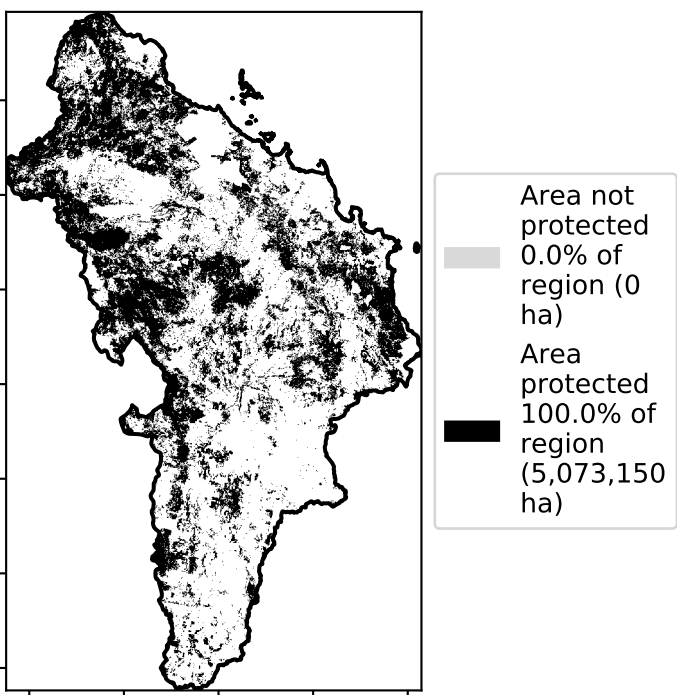 Area not
protected
0.0% of
region (0
ha)
Area
protected
100.0% of
region
(5,073,150
ha)